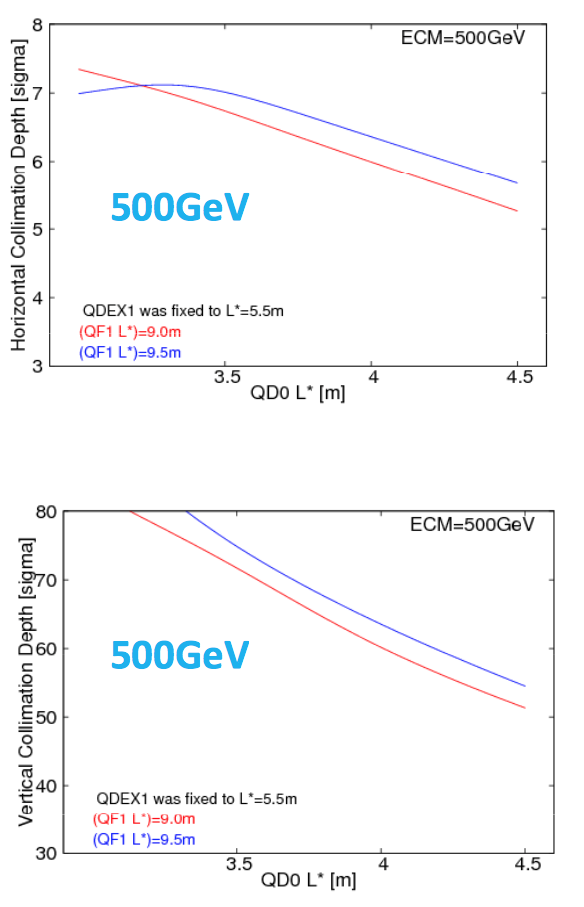 8
ECM=500GeV
7
6
500GeV
5
4
QDEX1 was fixed to L*=5.5m
(QF1 L*)=9.0m
(QF1 L*)=9.5m
3
3.5
4
4.5
QD0 L* [m]
Horizontal Collimation Depth [sigma]
80
ECM=500GeV
70
60
500GeV
50
40
QDEX1 was fixed to L*=5.5m
(QF1 L*)=9.0m
(QF1 L*)=9.5m
30
3.5
4
4.5
QD0 L* [m]
Vertical Collimation Depth [sigma]